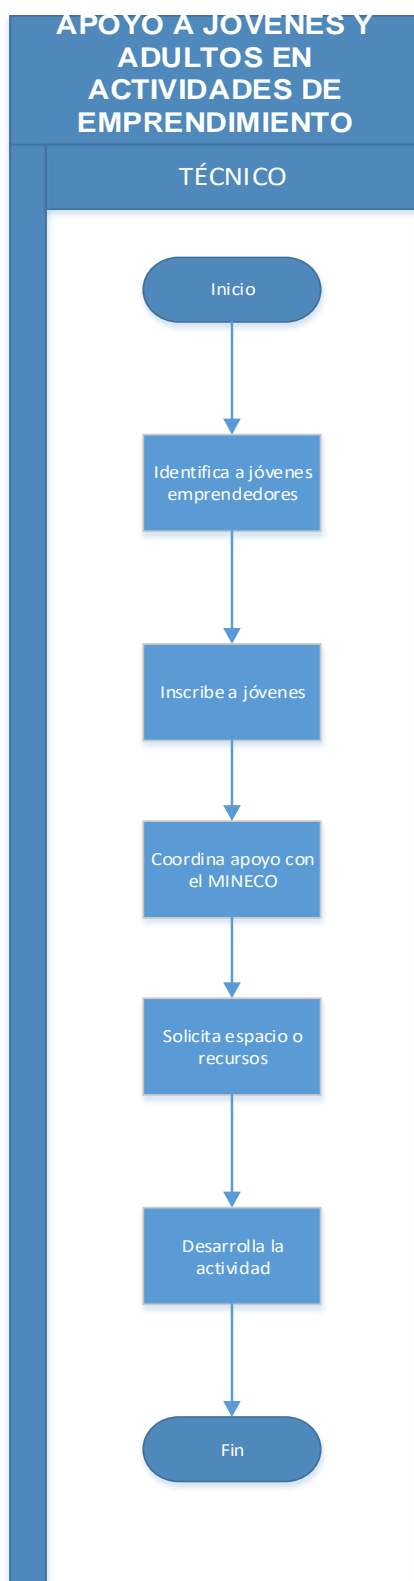 APOYO A JÓVENES Y
ADULTOS EN
ACTIVIDADES DE
EMPRENDIMIENTO
TÉCNICO
Inicio
Identifica a jóvenes
emprendedores
Inscribe a jóvenes
Coordina apoyo con
el MINECO
Solicita espacio o
recursos
Desarrolla la
actividad
Fin